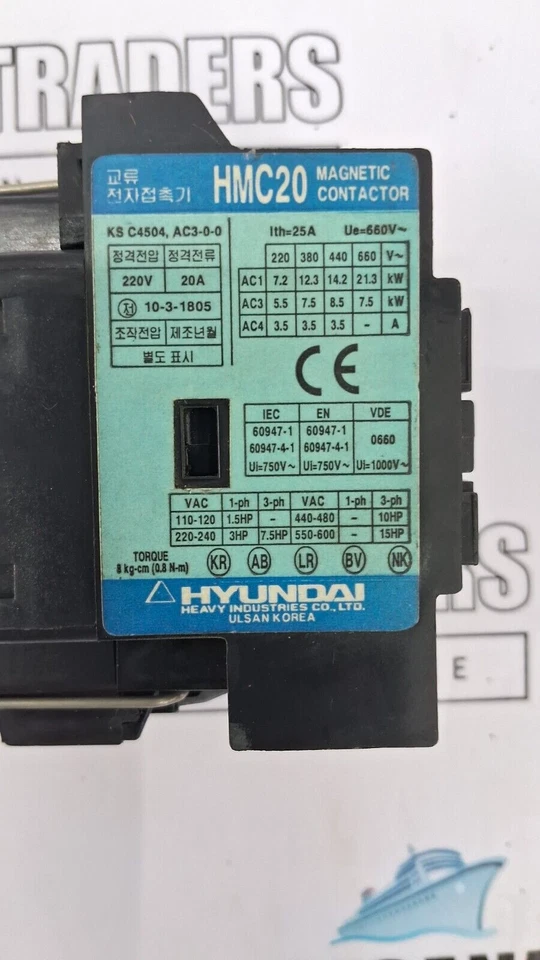 TRADERS
교류
전자접촉기
HMC20 MAGNETIC
CONTACTOR
KS C4504, AC3-0-0
정격전압 정격전류
220V 20A
전 10-3-1805
조작전압 제조년월
별도 표시
Ith=25A Ue=660V~
220 380 440 660 V~
AC1 7.2 12.3 14.2 21.3 kW
AC3 5.5 7.5 8.5 7.5 kW
AC4 3.5 3.5 3.5 - A
CE
IEC EN VDE
60947-1 60947-1 0660
60947-4-1 60947-4-1
Ui=750V~ Ui=750V~ Ui=1000V~
VAC 1-ph 3-ph VAC 1-ph 3-ph
110-120 1.5HP - 440-480 - 10HP
220-240 3HP 7.5HP 550-600 - 15HP
TORQUE
8 kg-cm (0.8 N-m)
KR AB LR BV NK
HYUNDAI
HEAVY INDUSTRIES CO., LTD.
ULSAN KOREA
ERS
E